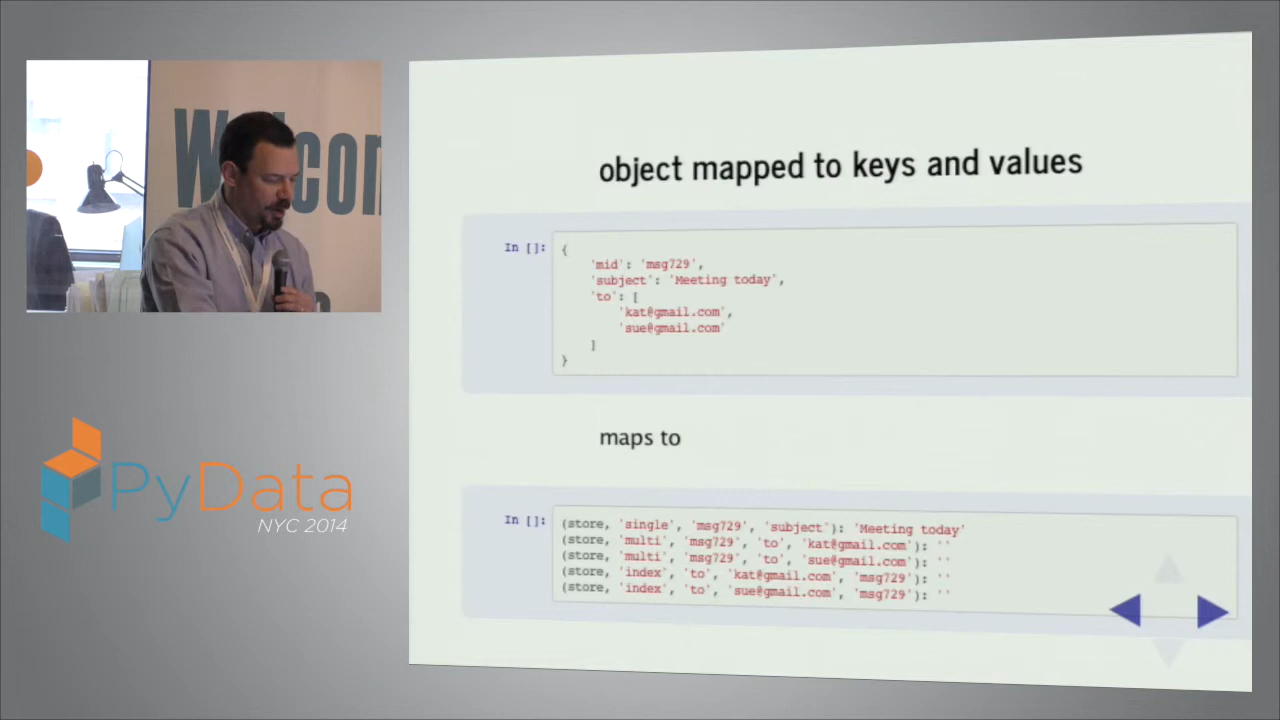 Welcom
PyData
NYC 2014
object mapped to keys and values
In []:
{
'mid': 'msg729',
'subject': 'Meeting today',
'to': [
'kat@gmail.com',
'sue@gmail.com'
]
}
maps to
In []:
(store, 'single', 'msg729', 'subject'): 'Meeting today'
(store, 'multi', 'msg729', 'to', 'kat@gmail.com'): ''
(store, 'multi', 'msg729', 'to', 'sue@gmail.com'): ''
(store, 'index', 'to', 'kat@gmail.com', 'msg729'): ''
(store, 'index', 'to', 'sue@gmail.com', 'msg729'): ''